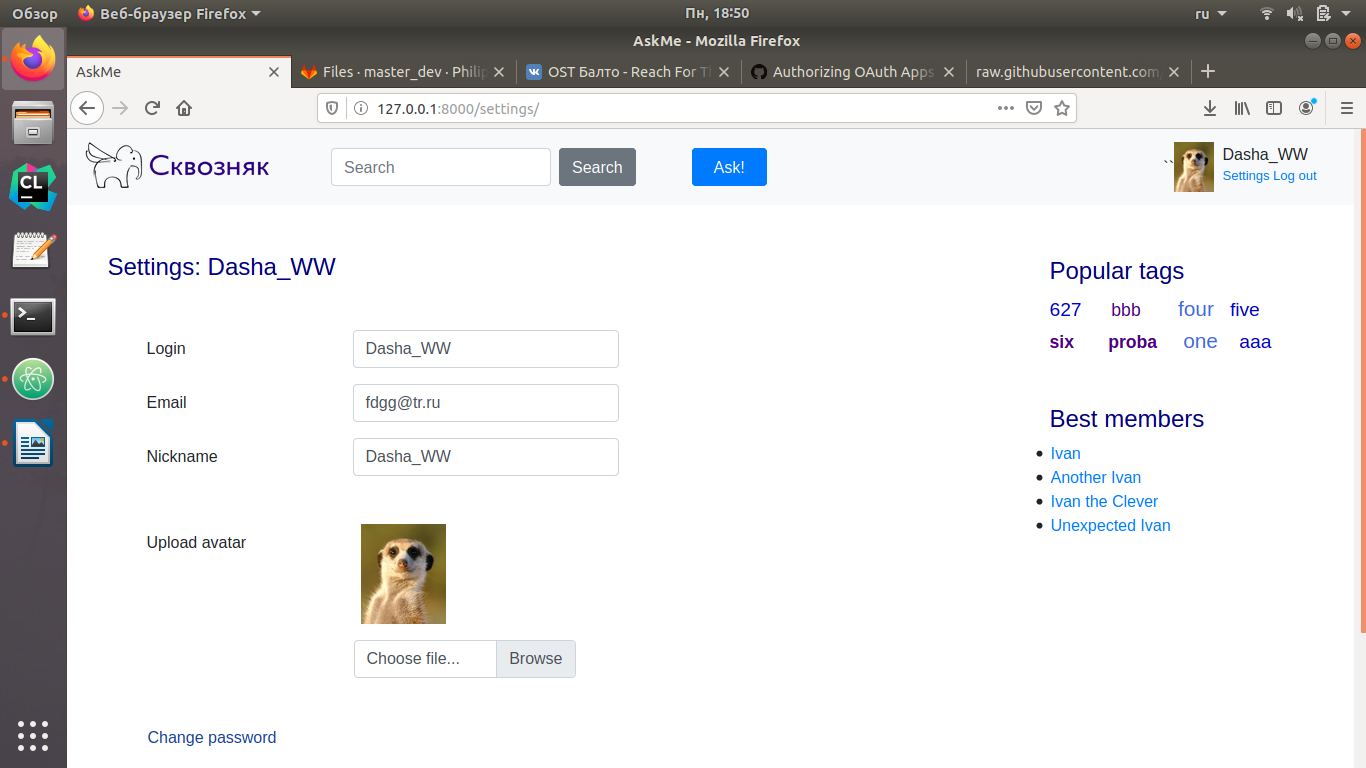 Обзор Веб-браузер Firefox Пн, 18:50 ru
AskMe - Mozilla Firefox
AskMe Files · master_dev · Philip OST Балто - Reach For Th Authorizing OAuth Apps raw.githubusercontent.com
127.0.0.1:8000/settings/
Сквозняк Search Search Ask! `` Dasha_WW
Settings Log out
Settings: Dasha_WW
Popular tags
627 bbb four five
six proba one aaa
Login Dasha_WW
Email fdgg@tr.ru
Nickname Dasha_WW
Best members
Ivan
Another Ivan
Ivan the Clever
Unexpected Ivan
Upload avatar
Choose file... Browse
Change password
CL